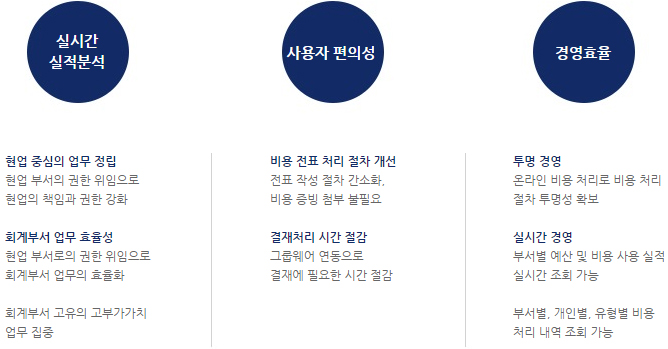 실시간
실적분석
현업 중심의 업무 정립
현업 부서의 권한 위임으로
현업의 책임과 권한 강화
회계부서 업무 효율성
현업 부서로의 권한 위임으로
회계부서 업무의 효율화
회계부서 고유의 고부가가치
업무 집중
사용자 편의성
비용 전표 처리 절차 개선
전표 작성 절차 간소화,
비용 증빙 첨부 불필요
결재처리 시간 절감
그룹웨어 연동으로
결재에 필요한 시간 절감
경영효율
투명 경영
온라인 비용 처리로 비용 처리
절차 투명성 확보
실시간 경영
부서별 예산 및 비용 사용 실적
실시간 조회 가능
부서별, 개인별, 유형별 비용
처리 내역 조회 가능